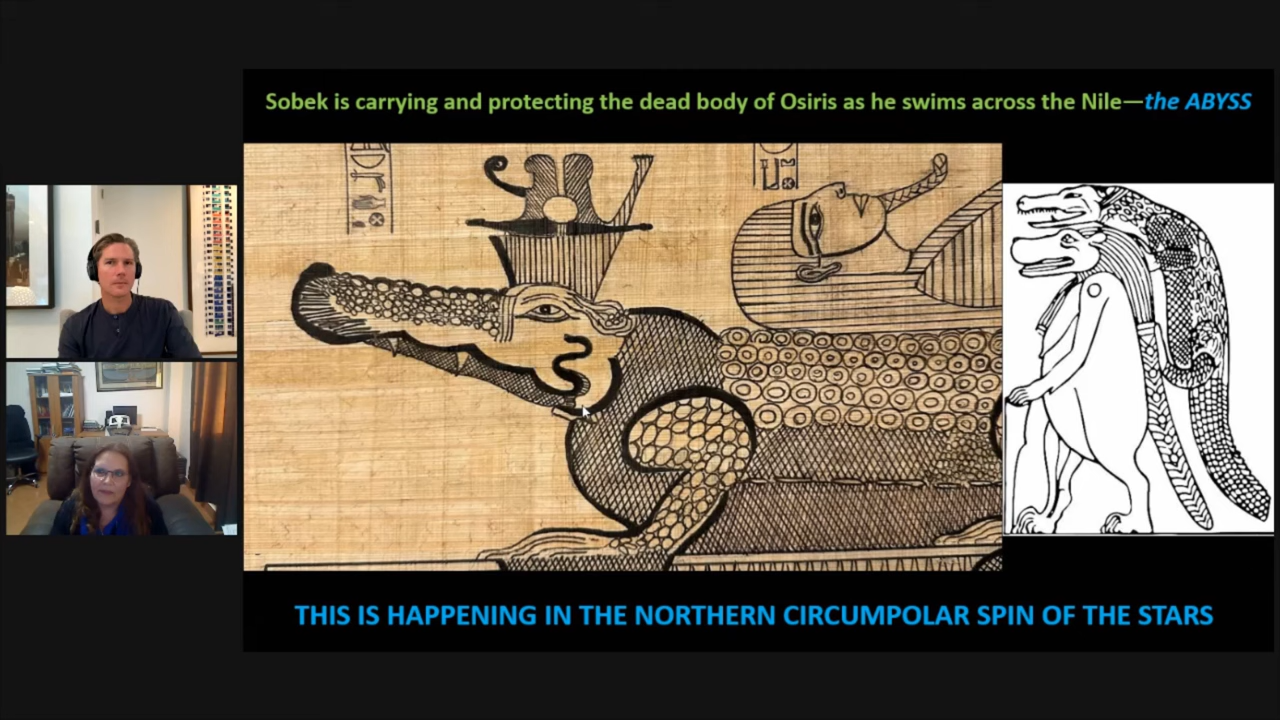 Sobek is carrying and protecting the dead body of Osiris as he swims across the Nile—the ABYSS
THIS IS HAPPENING IN THE NORTHERN CIRCUMPOLAR SPIN OF THE STARS